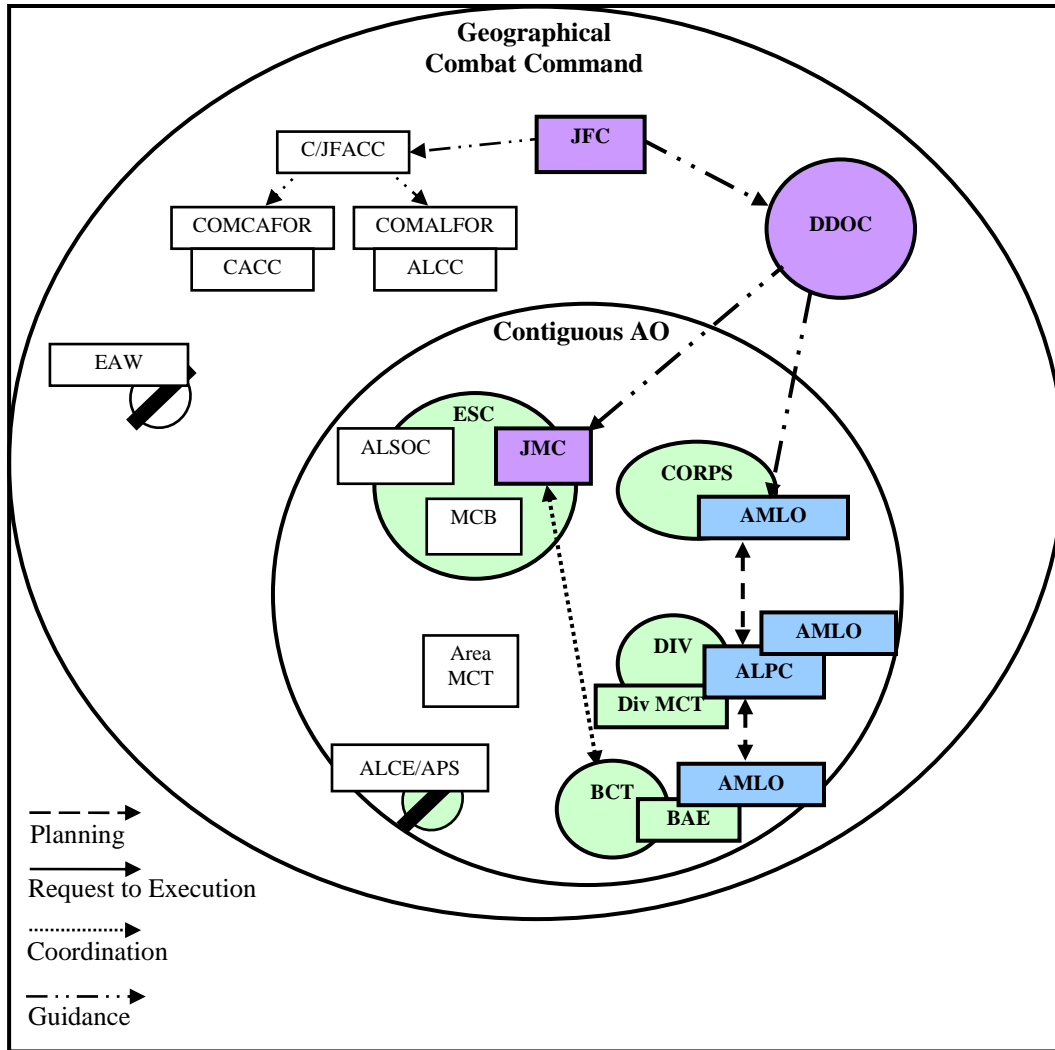 Geographical
Combat Command
JFC
C/JFACC
COMCAFOR
COMALFOR
CACC
ALCC
DDOC
EAW
Contiguous AO
ESC
ALSOC
JMC
MCB
CORPS
AMLO
AMLO
DIV
ALPC
Area
MCT
Div MCT
ALCE/APS
BCT
AMLO
BAE
Planning
Request to Execution
Coordination
Guidance